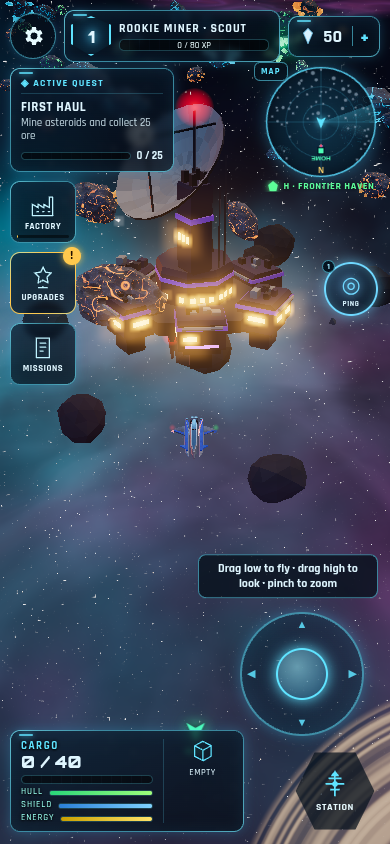 1
ROOKIE MINER · SCOUT
0 / 80 XP
50
+
ACTIVE QUEST
FIRST HAUL
Mine asteroids and collect 25
ore
0 / 25
MAP
HOME
N
H · FRONTIER HAVEN
FACTORY
!
UPGRADES
MISSIONS
1
PING
Drag low to fly · drag high to
look · pinch to zoom
CARGO
0 / 40
EMPTY
HULL
SHIELD
ENERGY
STATION